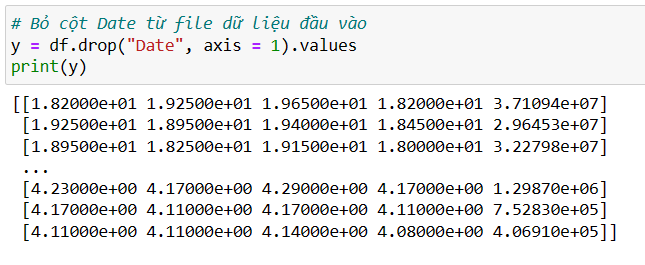 # Bỏ cột Date từ file dữ liệu đầu vào
y = df.drop("Date", axis = 1).values
print(y)
[[1.82000e+01 1.92500e+01 1.96500e+01 1.82000e+01 3.71094e+07]
[1.92500e+01 1.89500e+01 1.94000e+01 1.84500e+01 2.96453e+07]
[1.89500e+01 1.82500e+01 1.91500e+01 1.80000e+01 3.22798e+07]
...
[4.23000e+00 4.17000e+00 4.29000e+00 4.17000e+00 1.29870e+06]
[4.17000e+00 4.11000e+00 4.17000e+00 4.11000e+00 7.52830e+05]
[4.11000e+00 4.11000e+00 4.14000e+00 4.08000e+00 4.06910e+05]]